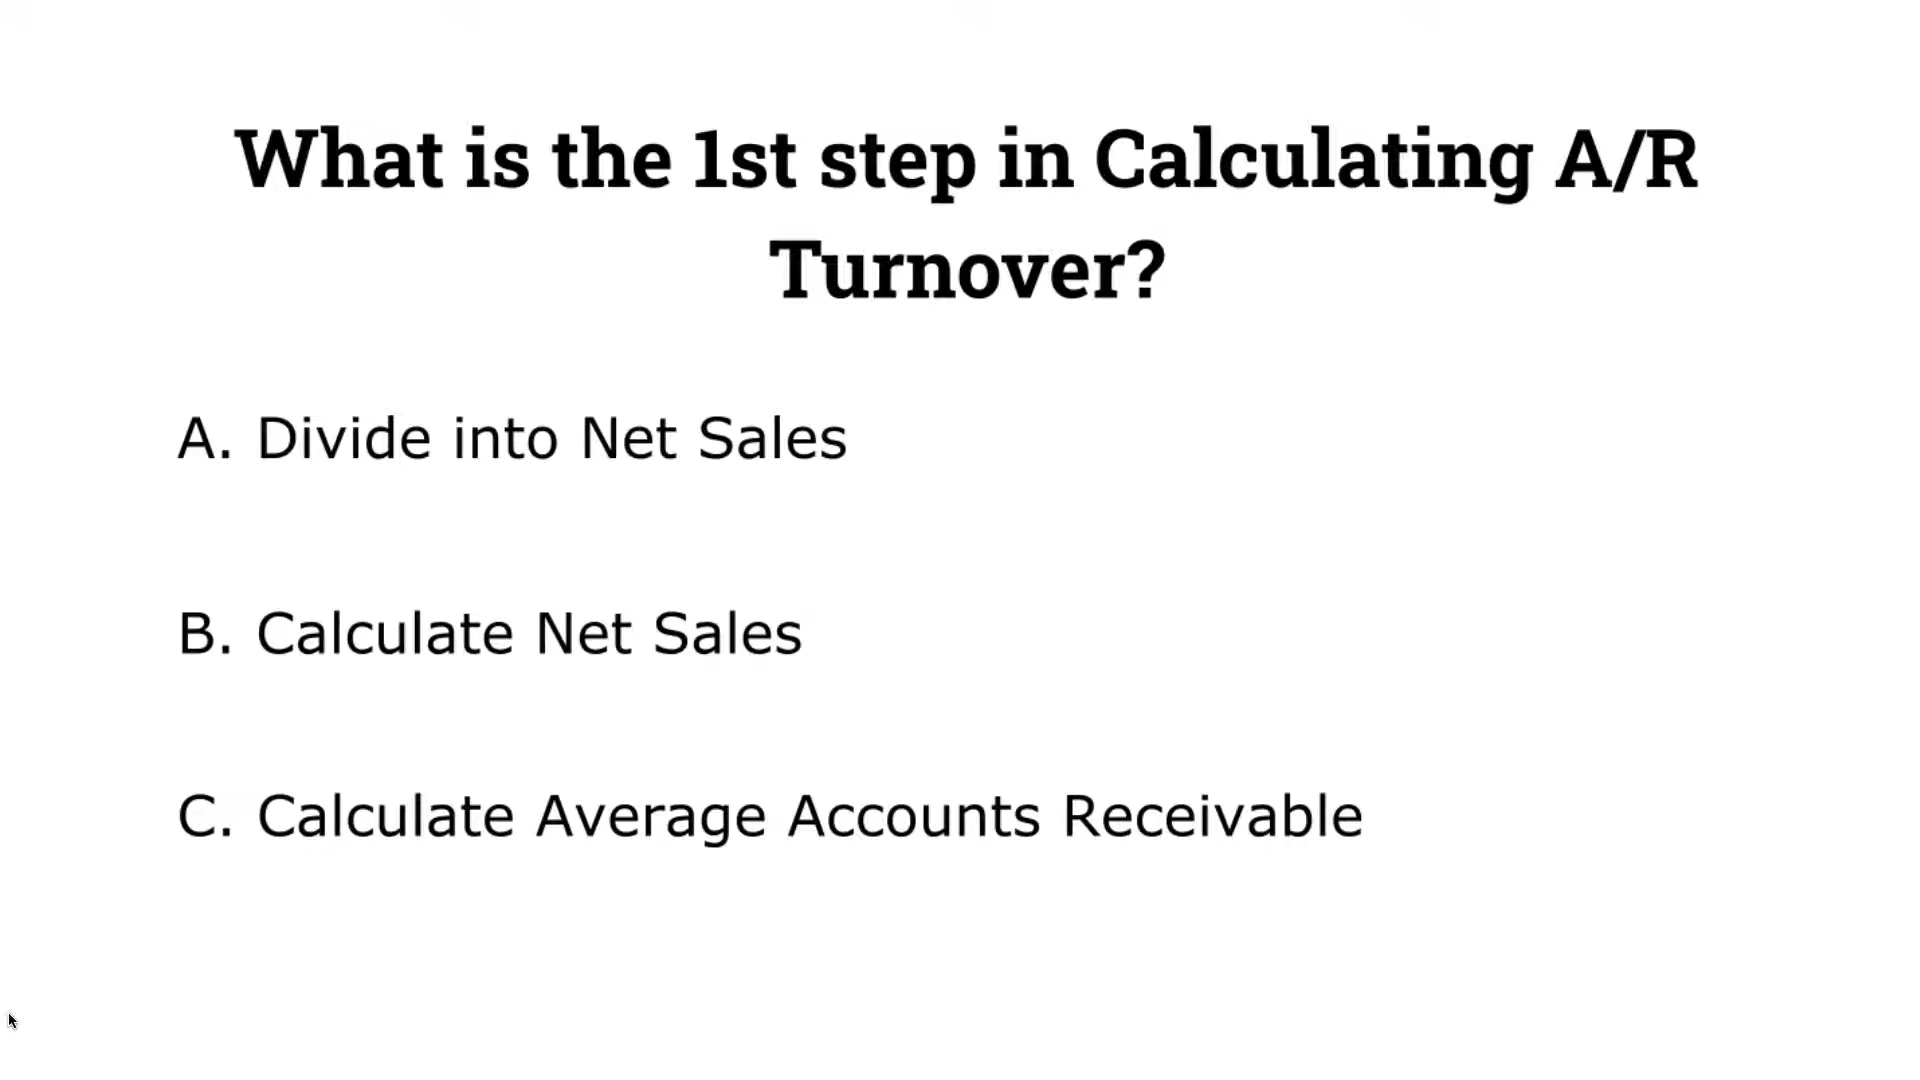 What is the 1st step in Calculating A/R
Turnover?
A. Divide into Net Sales
B. Calculate Net Sales
C. Calculate Average Accounts Receivable